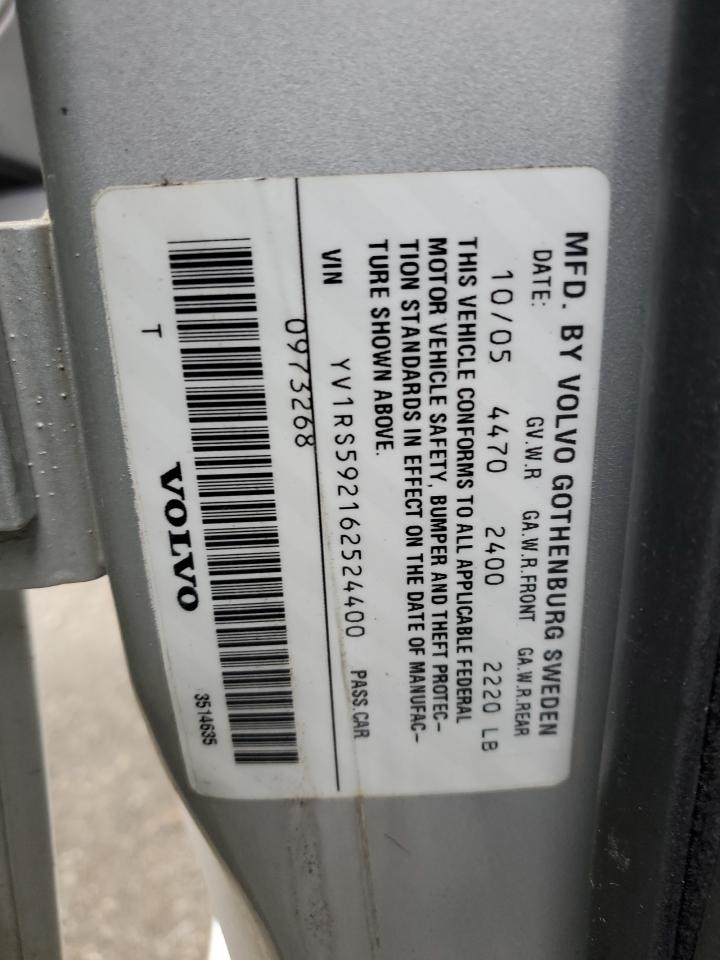 MFD. BY VOLVO GOTHENBURG SWEDEN
DATE: GV.W.R GA.W.R.FRONT GA.W.R.REAR
10/05 4470 2400 2220 LB
THIS VEHICLE CONFORMS TO ALL APPLICABLE FEDERAL
MOTOR VEHICLE SAFETY, BUMPER AND THEFT PROTEC-
TION STANDARDS IN EFFECT ON THE DATE OF MANUFAC-
TURE SHOWN ABOVE.
VIN YV1RS592162524400 PASS.CAR
0973268
T VOLVO 3514635